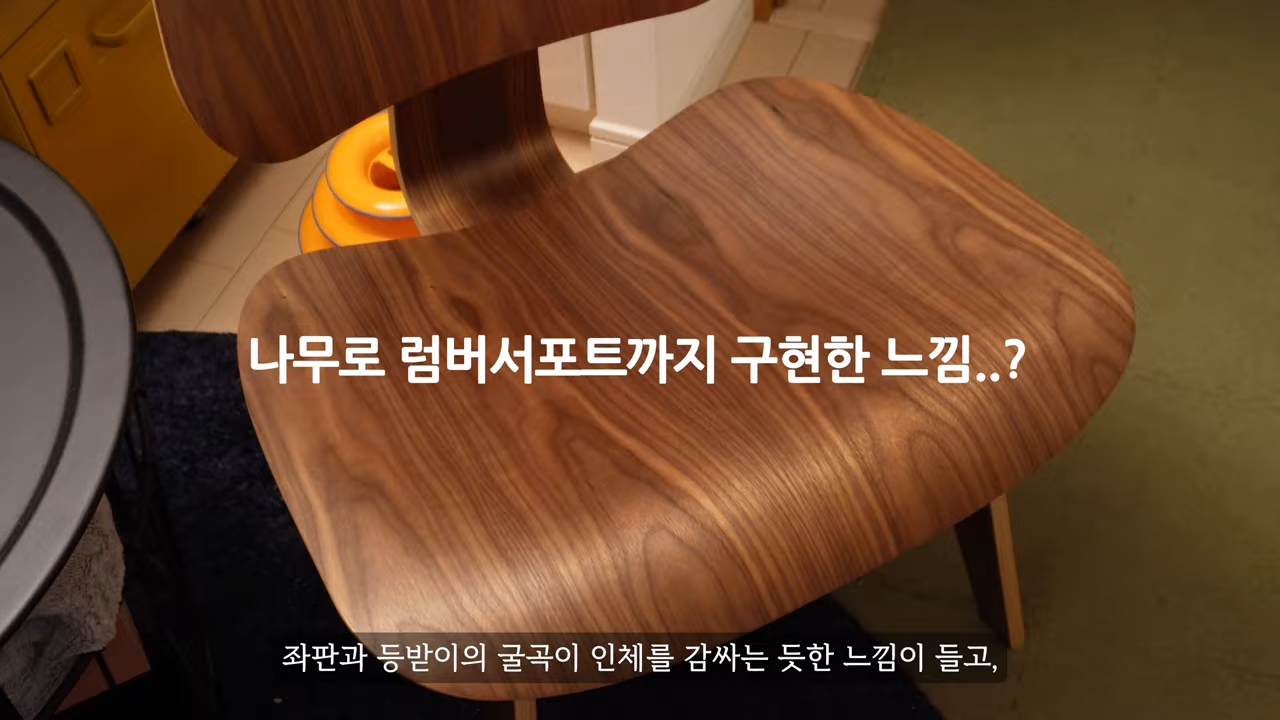 나무로 럼버서포트까지 구현한 느낌..?
좌판과 등받이의 굴곡이 인체를 감싸는 듯한 느낌이 들고,